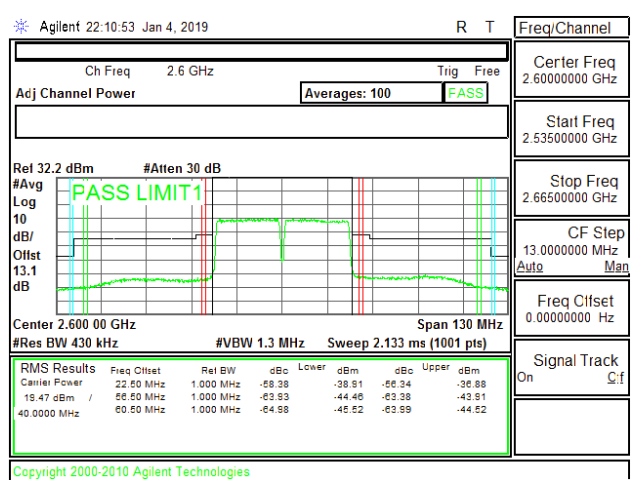 Agilent 22:10:53 Jan 4, 2019 R T
Ch Freq 2.6 GHz Trig Free
Adj Channel Power Averages: 100 PASS
Ref 32.2 dBm #Atten 30 dB
#Avg
Log
10
dB/
Offst
13.1
dB
PASS LIMIT1
Center 2.600 00 GHz Span 130 MHz
#Res BW 430 kHz #VBW 1.3 MHz Sweep 2.133 ms (1001 pts)
RMS Results Freq Offset Ref BW dBc Lower dBm dBc Upper dBm
Carrier Power 22.50 MHz 1.000 MHz -58.38 -38.91 -56.34 -36.88
19.47 dBm / 56.50 MHz 1.000 MHz -63.93 -44.46 -63.38 -43.91
40.0000 MHz 60.50 MHz 1.000 MHz -64.98 -45.52 -63.99 -44.52
Copyright 2000-2010 Agilent Technologies
Freq/Channel
Center Freq
2.60000000 GHz
Start Freq
2.53500000 GHz
Stop Freq
2.66500000 GHz
CF Step
13.0000000 MHz
Auto Man
Freq Offset
0.00000000 Hz
Signal Track
On Off